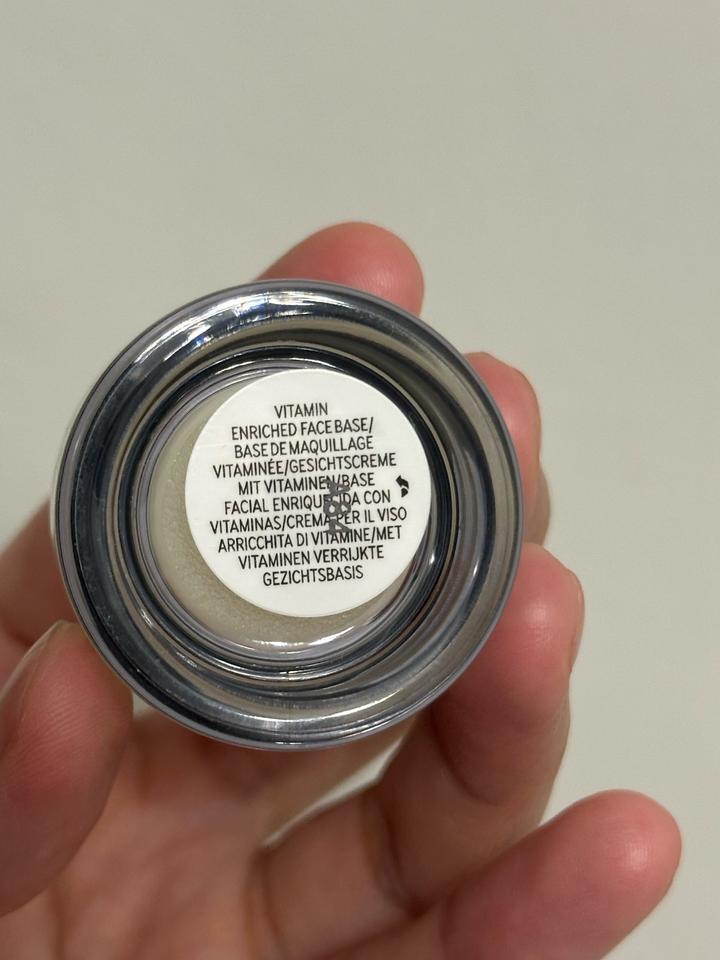 VITAMIN
ENRICHED FACE BASE/
BASE DE MAQUILLAGE
VITAMINÉE/GESICHTSCREME
MIT VITAMINEN/BASE
FACIAL ENRIQUECIDA CON
VITAMINAS/CREMA PER IL VISO
ARRICCHITA DI VITAMINE/MET
VITAMINEN VERRIJKTE
GEZICHTSBASIS